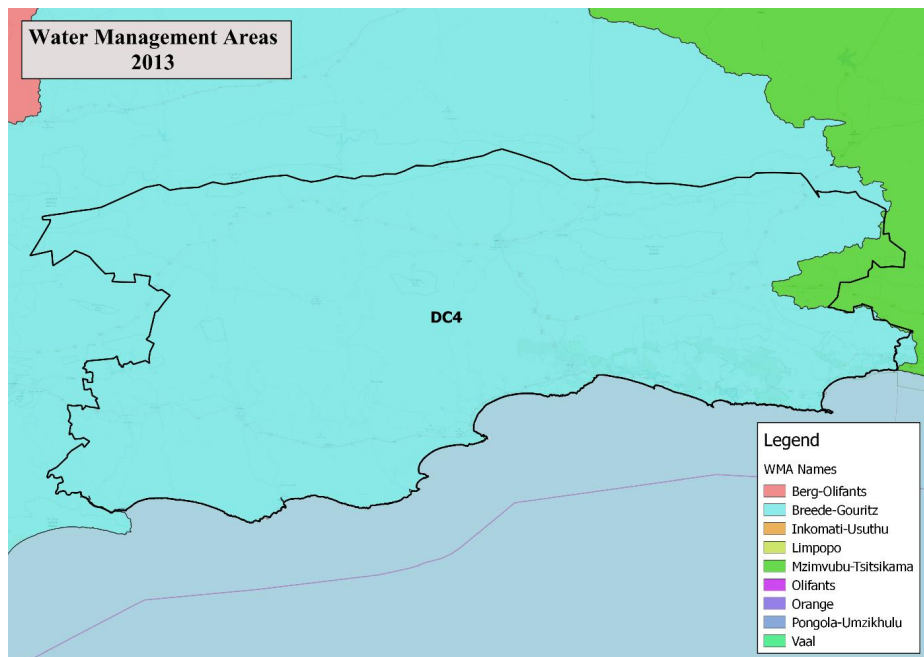 Water Management Areas
2013
DC4
Legend
WMA Names
Berg-Olifants
Breede-Gouritz
Inkomati-Usuthu
Limpopo
Mzimvubu-Tsitsikama
Olifants
Orange
Pongola-Umzikhulu
Vaal